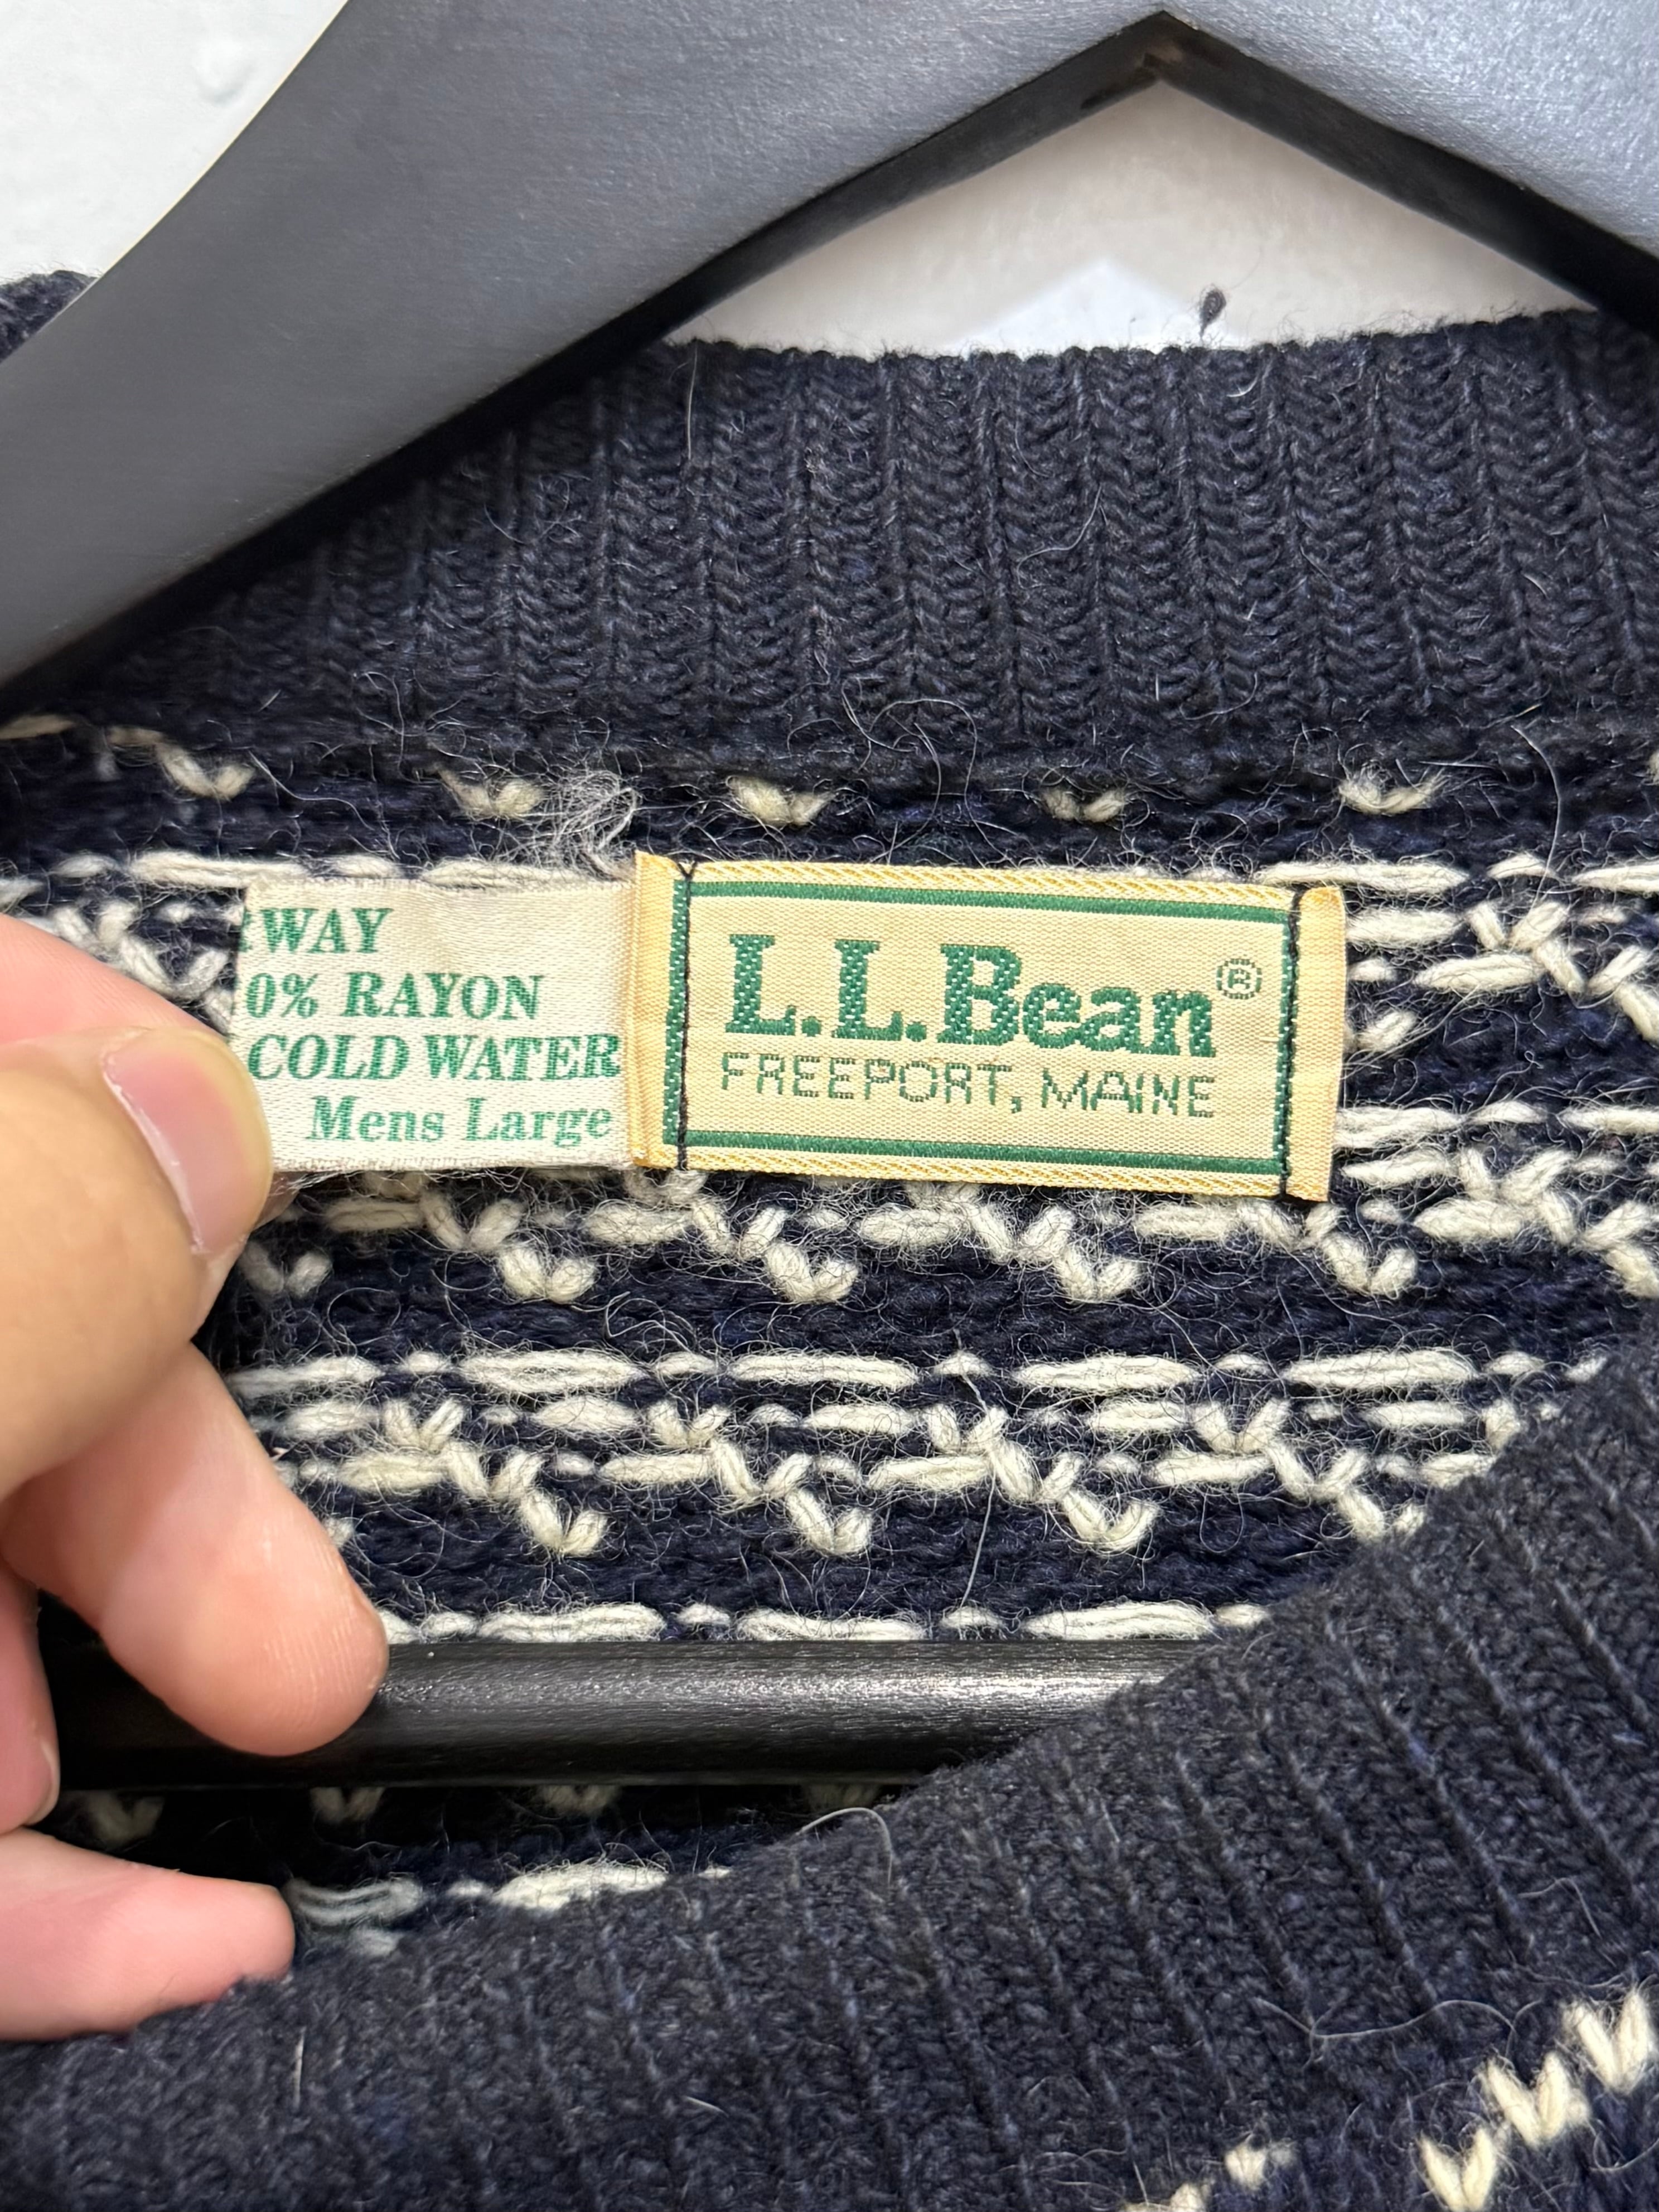 WAY
0% RAYON
COLD WATER
Mens Large
L.L.Bean®
FREEPORT, MAINE